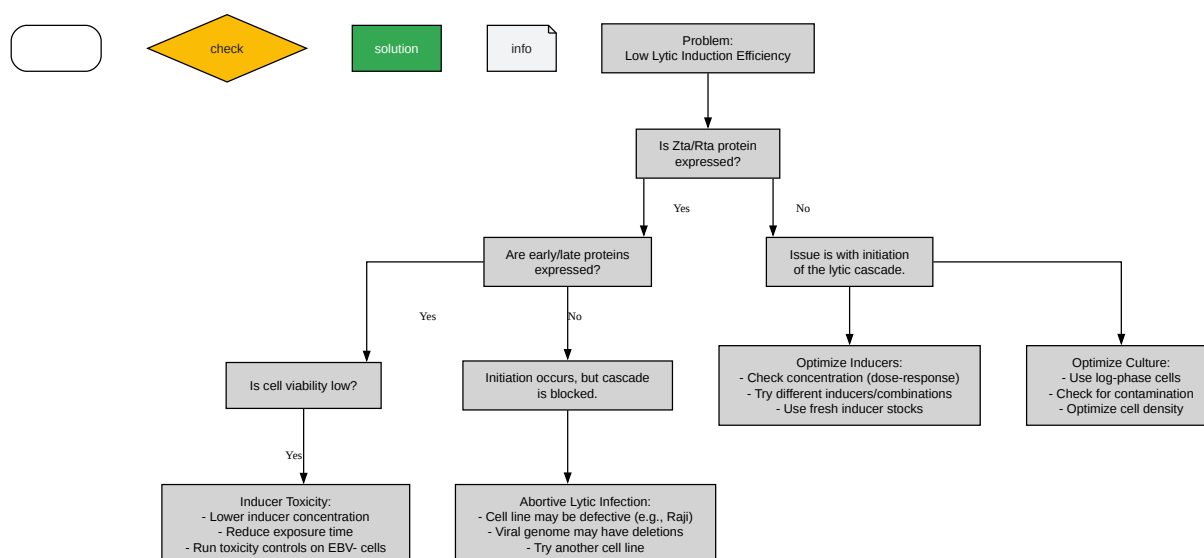 check
solution
info
Problem:
Low Lytic Induction Efficiency
Is Zta/Rta protein
expressed?
Yes
No
Are early/late proteins
expressed?
Issue is with initiation
of the lytic cascade.
Yes
No
Is cell viability low?
Initiation occurs, but cascade
is blocked.
Optimize Inducers:
- Check concentration (dose-response)
- Try different inducers/combinations
- Use fresh inducer stocks
Optimize Culture:
- Use log-phase cells
- Check for contamination
- Optimize cell density
Yes
Inducer Toxicity:
- Lower inducer concentration
- Reduce exposure time
- Run toxicity controls on EBV- cells
Abortive Lytic Infection:
- Cell line may be defective (e.g., Raji)
- Viral genome may have deletions
- Try another cell line